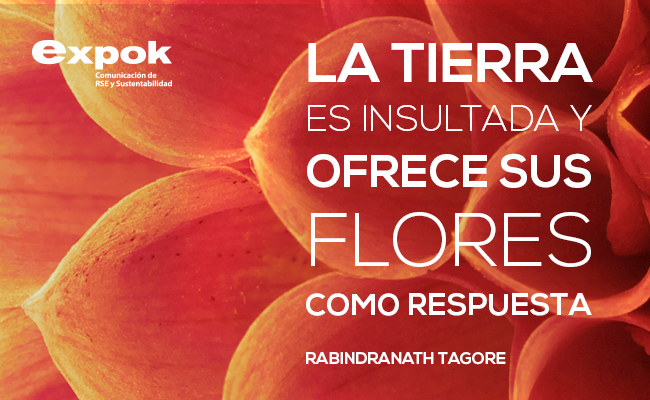 expok
Comunicación de
RSE y Sustentabilidad
LA TIERRA
ES INSULTADA Y
OFRECE SUS
FLORES
COMO RESPUESTA
RABINDRANATH TAGORE